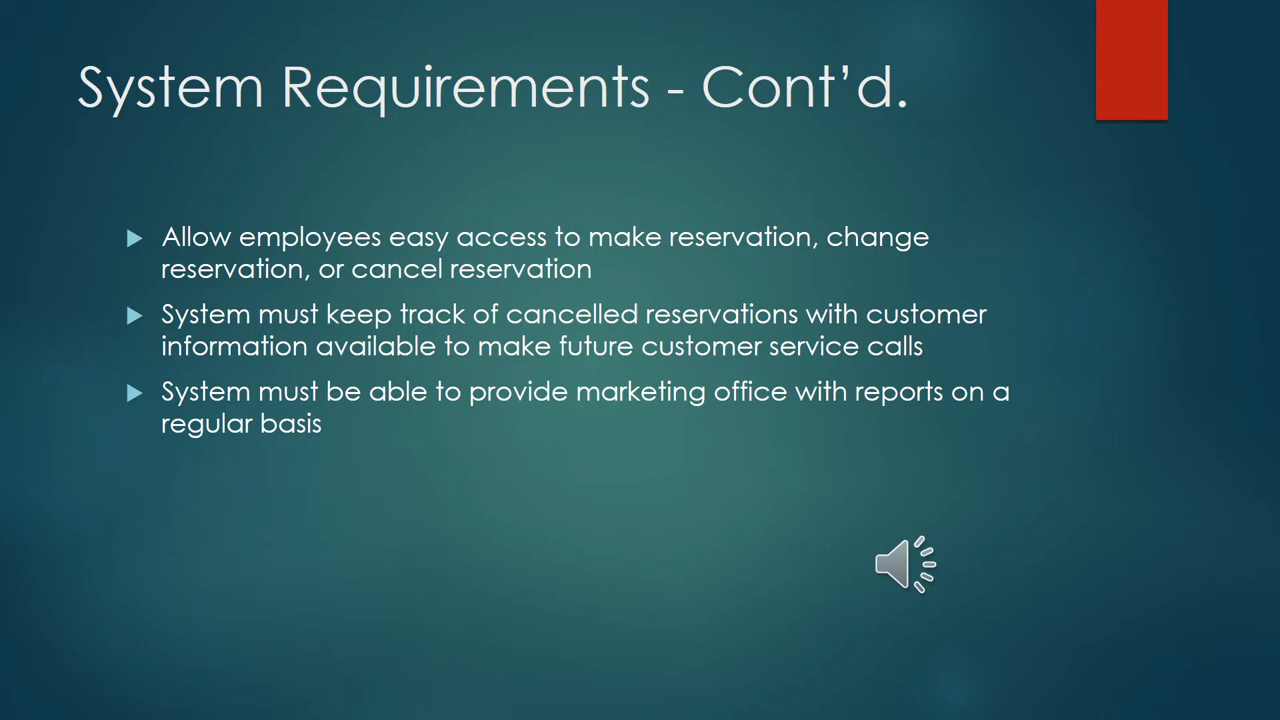 System Requirements - Cont’d.
Allow employees easy access to make reservation, change
reservation, or cancel reservation
System must keep track of cancelled reservations with customer
information available to make future customer service calls
System must be able to provide marketing office with reports on a
regular basis